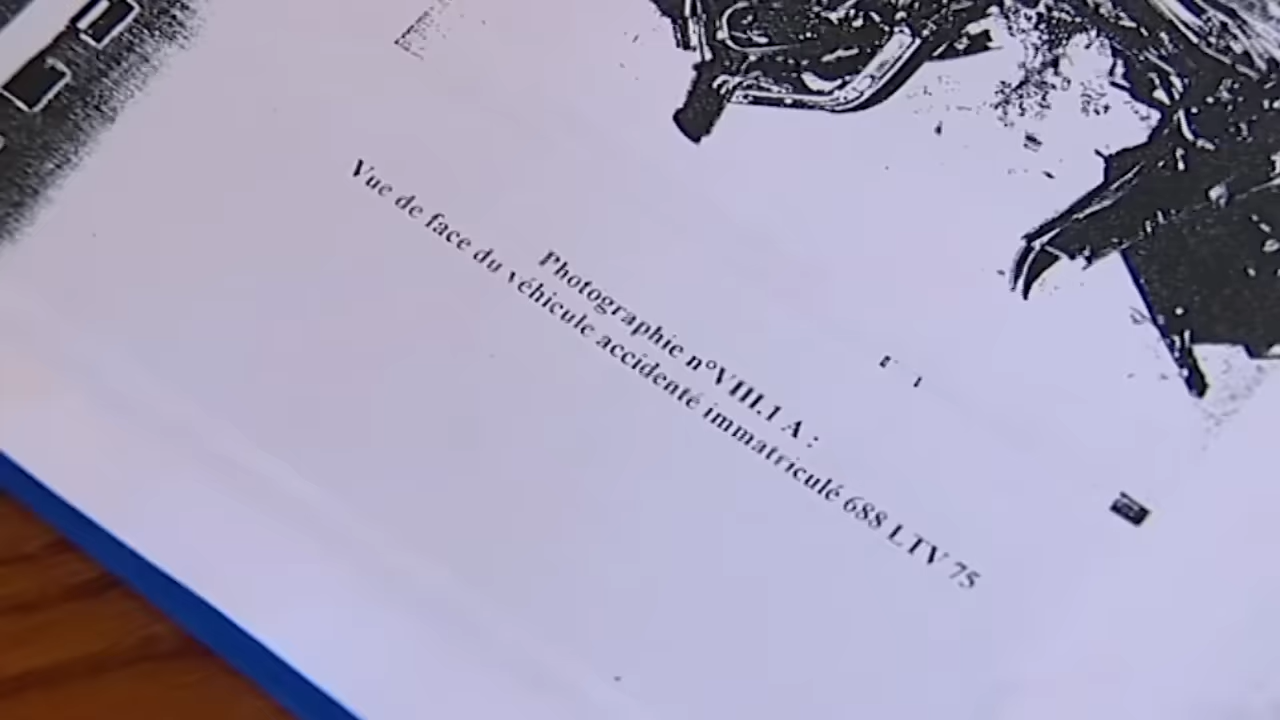 Photographie n°VIII.1 A :
Vue de face du véhicule accidenté immatriculé 688 LTV 75